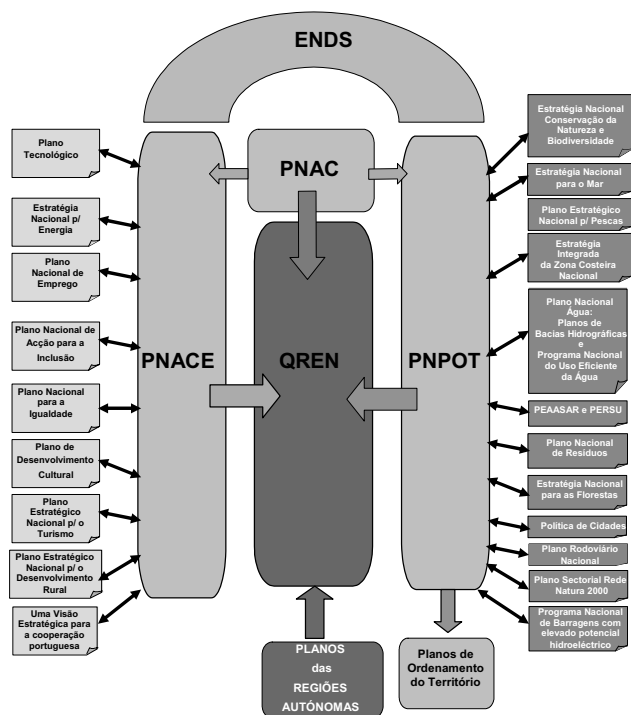 ENDS
PNAC
PNACE
QREN
PNPOT
Plano
Tecnológico
Estratégia
Nacional p/
Energia
Plano
Nacional de
Emprego
Plano Nacional de
Acção para a
Inclusão
Plano Nacional
para a
Igualdade
Plano de
Desenvolvimento
Cultural
Plano
Estratégico
Nacional p/ o
Turismo
Plano Estratégico
Nacional p/o
Desenvolvimento
Rural
Uma Visão
Estratégica para
a cooperação
portuguesa
Estratégia Nacional
Conservação da
Natureza e
Biodiversidade
Estratégia Nacional
para o Mar
Plano Estratégico
Nacional p/ Pescas
Estratégia
Integrada
da Zona Costeira
Nacional
Plano Nacional
Água:
Planos de
Bacias Hidrográficas
e
Programa Nacional
do Uso Eficiente
da Água
PEAASAR e PERSU
Plano Nacional
de Resíduos
Estratégia Nacional
para as Florestas
Política de Cidades
Plano Rodoviário
Nacional
Plano Sectorial Rede
Natura 2000
Programa Nacional
de Barragens com
elevado potencial
hidroeléctrico
PLANOS
das
REGIÕES
AUTÓNOMAS
Planos de
Ordenamento
do Território